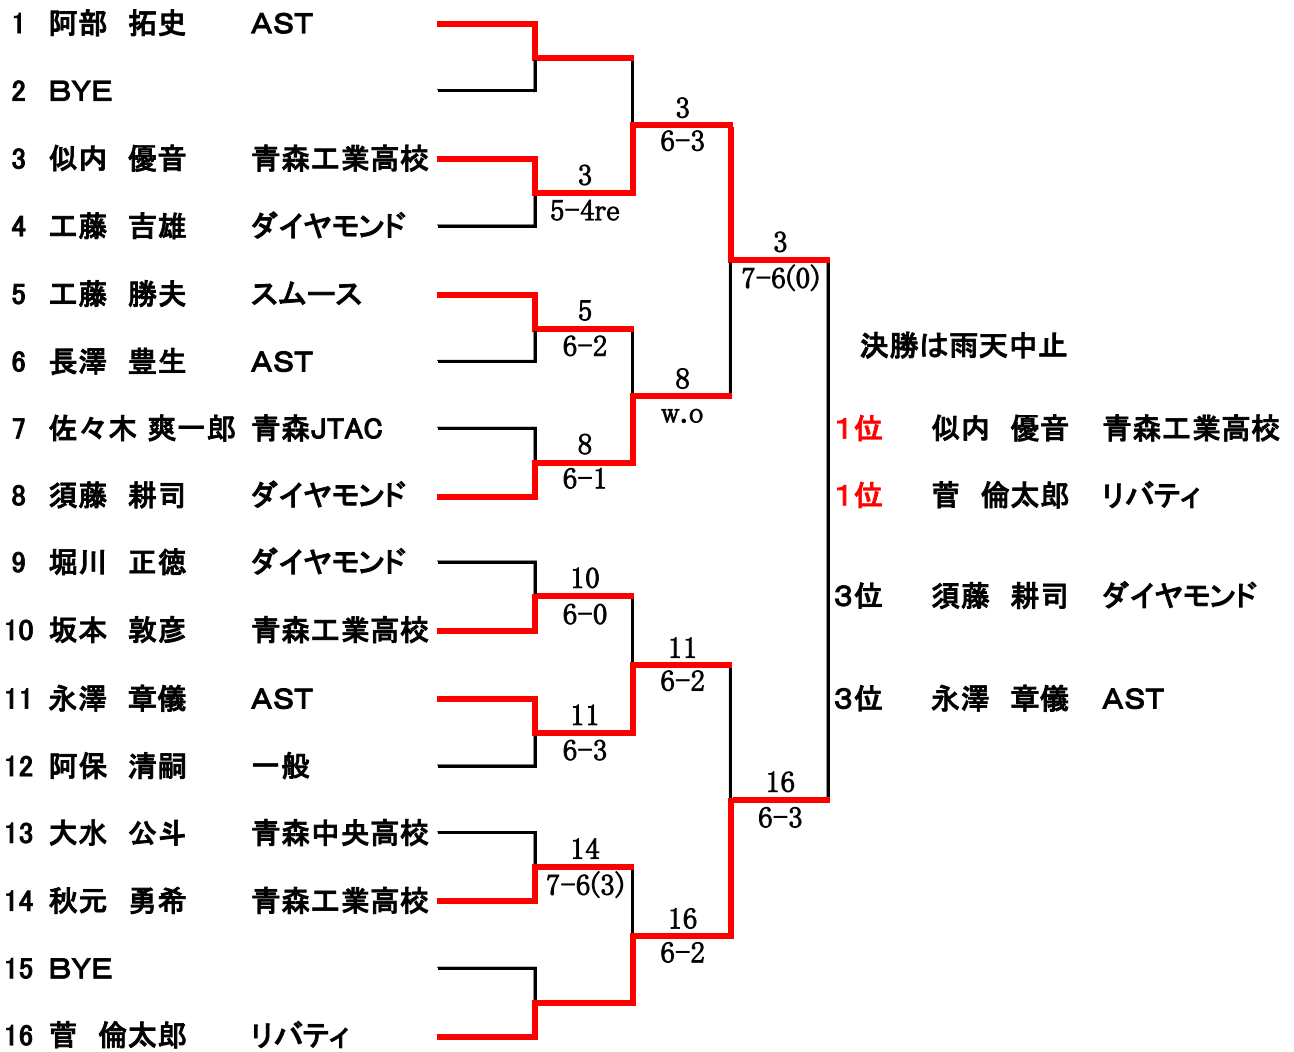 1 阿部 拓史 AST
2 BYE
3 似内 優音 青森工業高校
4 工藤 吉雄 ダイヤモンド
5 工藤 勝夫 スムース
6 長澤 豊生 AST
7 佐々木 爽一郎 青森JTAC
8 須藤 耕司 ダイヤモンド
9 堀川 正徳 ダイヤモンド
10 坂本 敦彦 青森工業高校
11 永澤 章儀 AST
12 阿保 清嗣 一般
13 大水 公斗 青森中央高校
14 秋元 勇希 青森工業高校
15 BYE
16 菅 倫太郎 リバティ
3
5-4re
5
6-2
8
6-1
10
6-0
11
6-3
14
7-6(3)
3
6-3
8
w.o
11
6-2
16
6-2
3
7-6(0)
16
6-3
決勝は雨天中止
1位 似内 優音 青森工業高校
1位 菅 倫太郎 リバティ
3位 須藤 耕司 ダイヤモンド
3位 永澤 章儀 AST